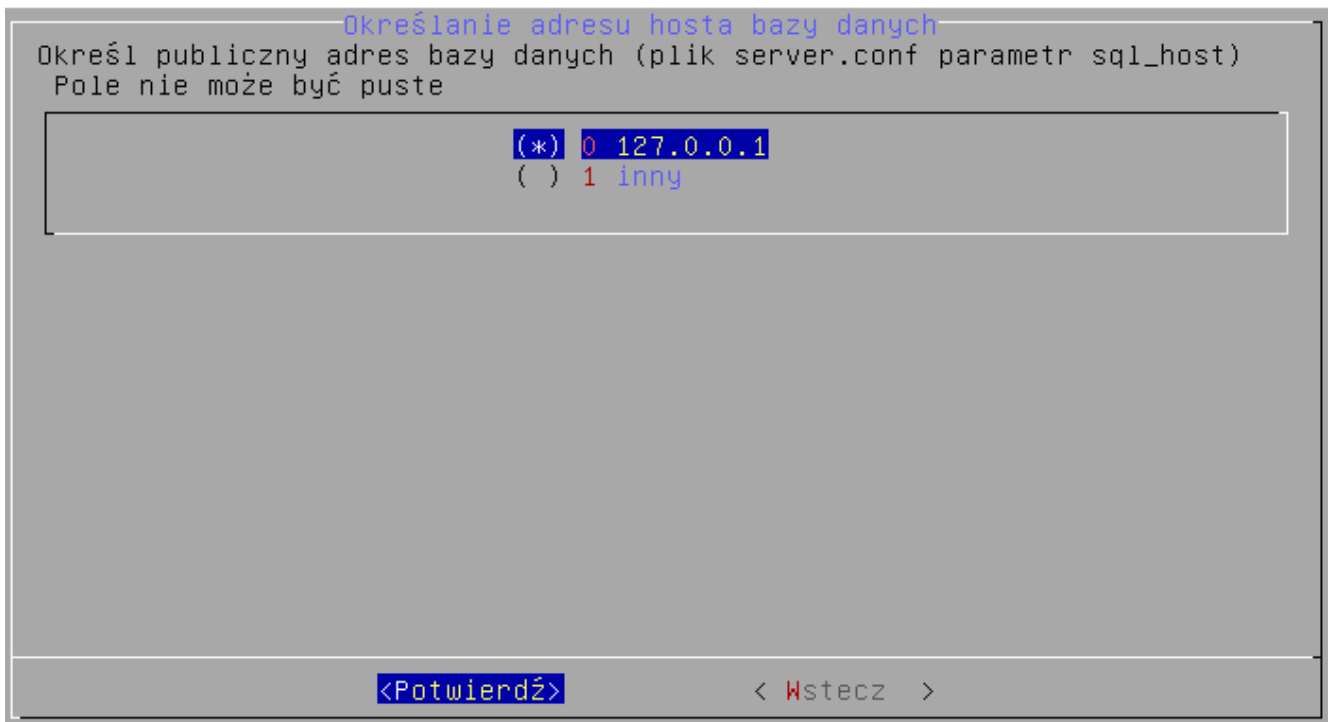 Określanie adresu hosta bazy danych
Określ publiczny adres bazy danych (plik server.conf parametr sql_host)
Pole nie może być puste
(*) 0 127.0.0.1
( ) 1 inny
<Potwierdź> < Wstecz >